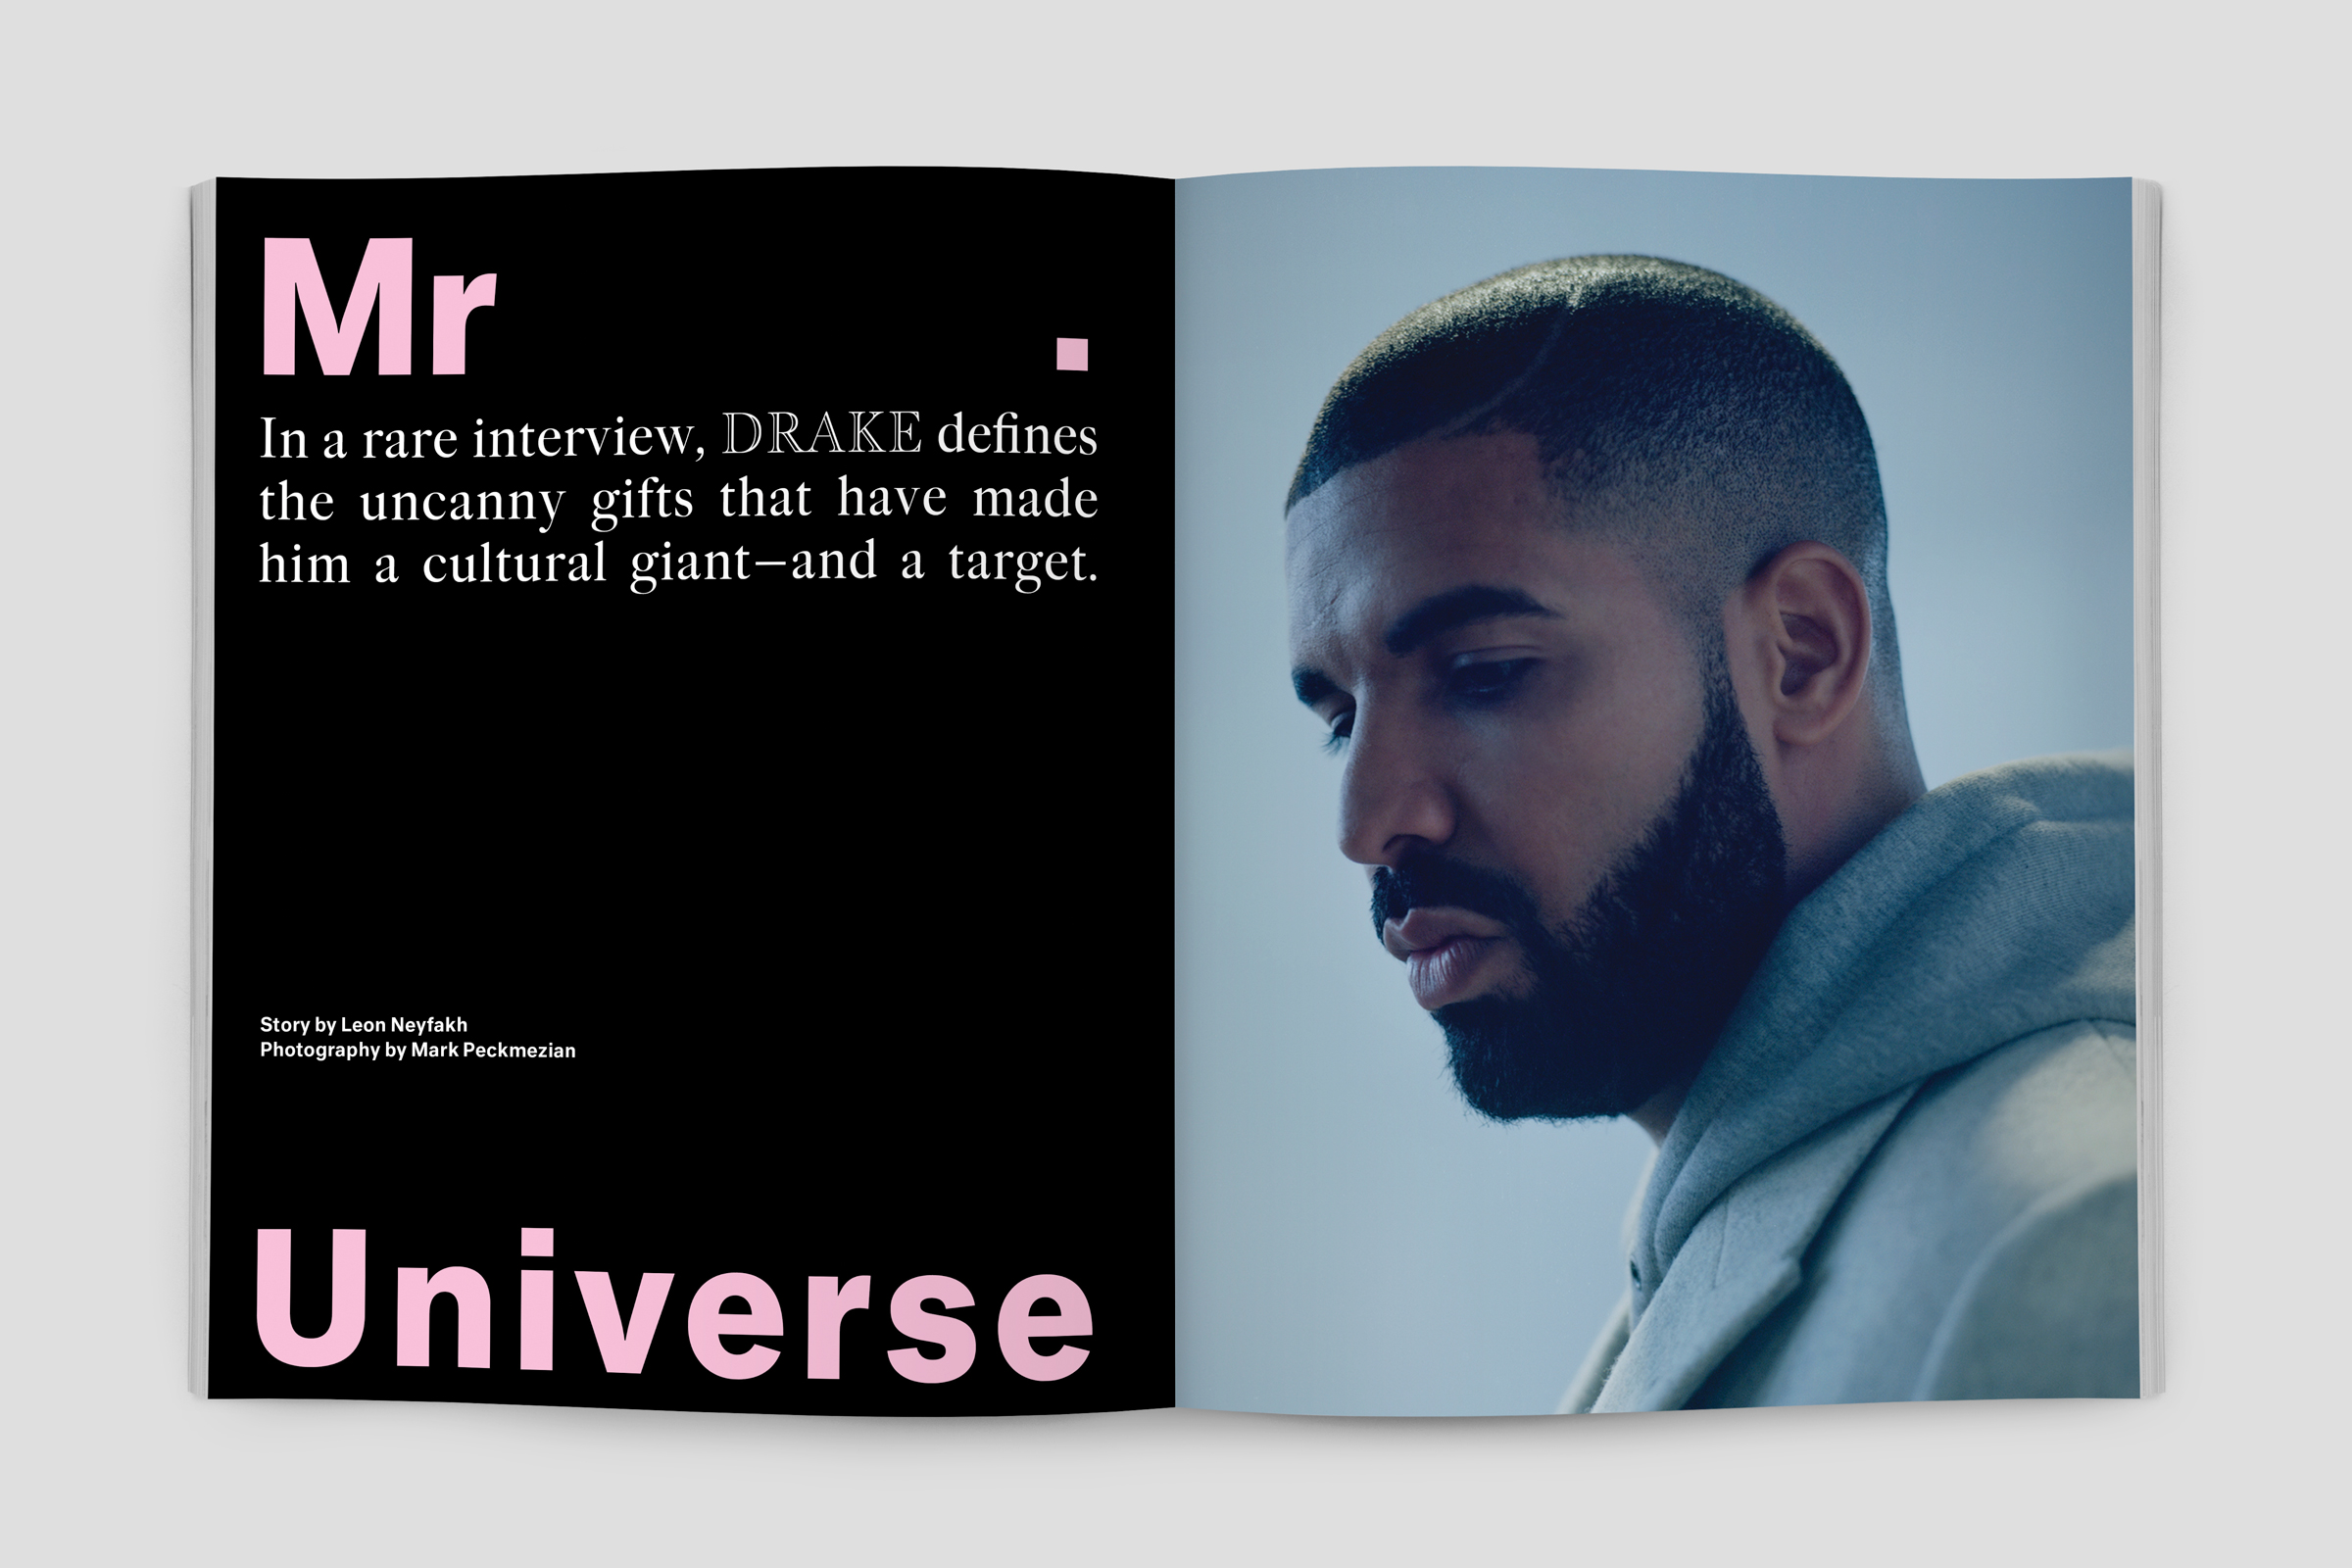 Mr.
In a rare interview, DRAKE defines
the uncanny gifts that have made
him a cultural giant—and a target.
Story by Leon Neyfakh
Photography by Mark Peckmezian
Universe